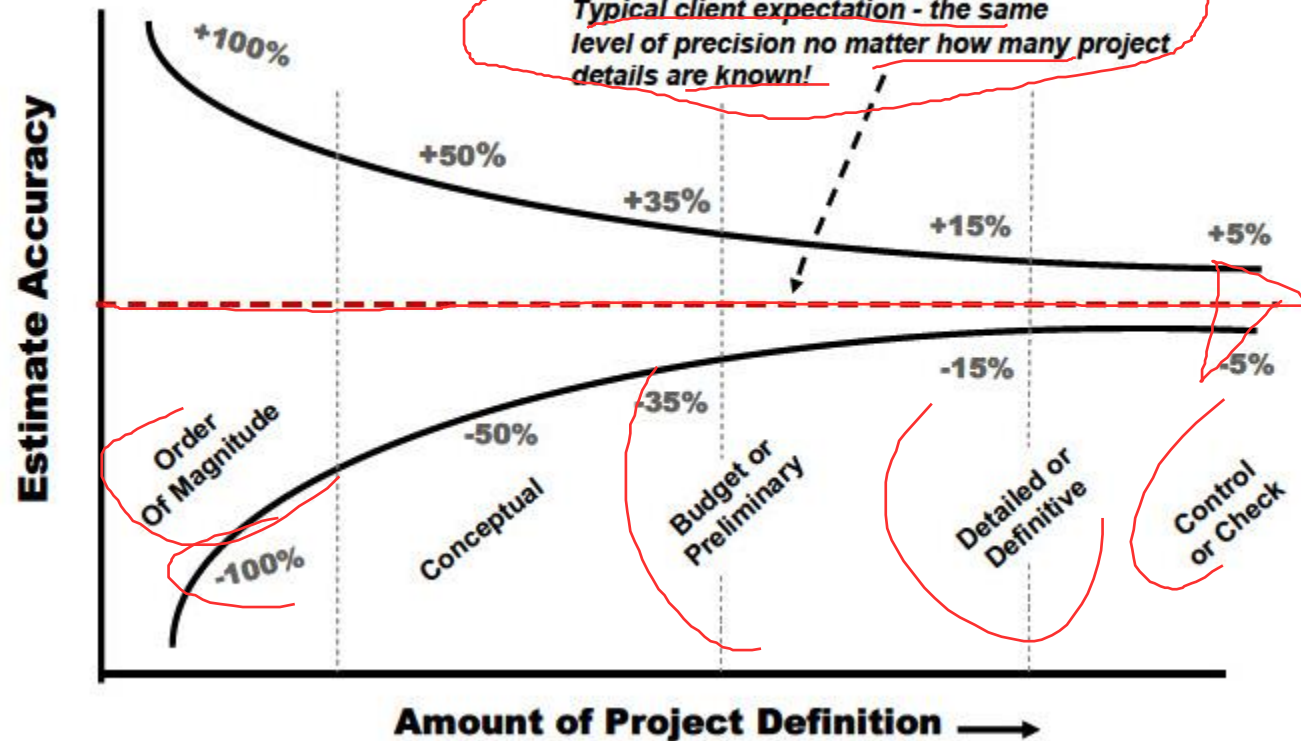 Typical client expectation - the same
level of precision no matter how many project
details are known!
+100%
+50%
+35%
+15%
+5%
Estimate Accuracy
-100%
-50%
-35%
-15%
-5%
Order
Of Magnitude
Conceptual
Budget or
Preliminary
Detailed or
Definitive
Control
or Check
Amount of Project Definition